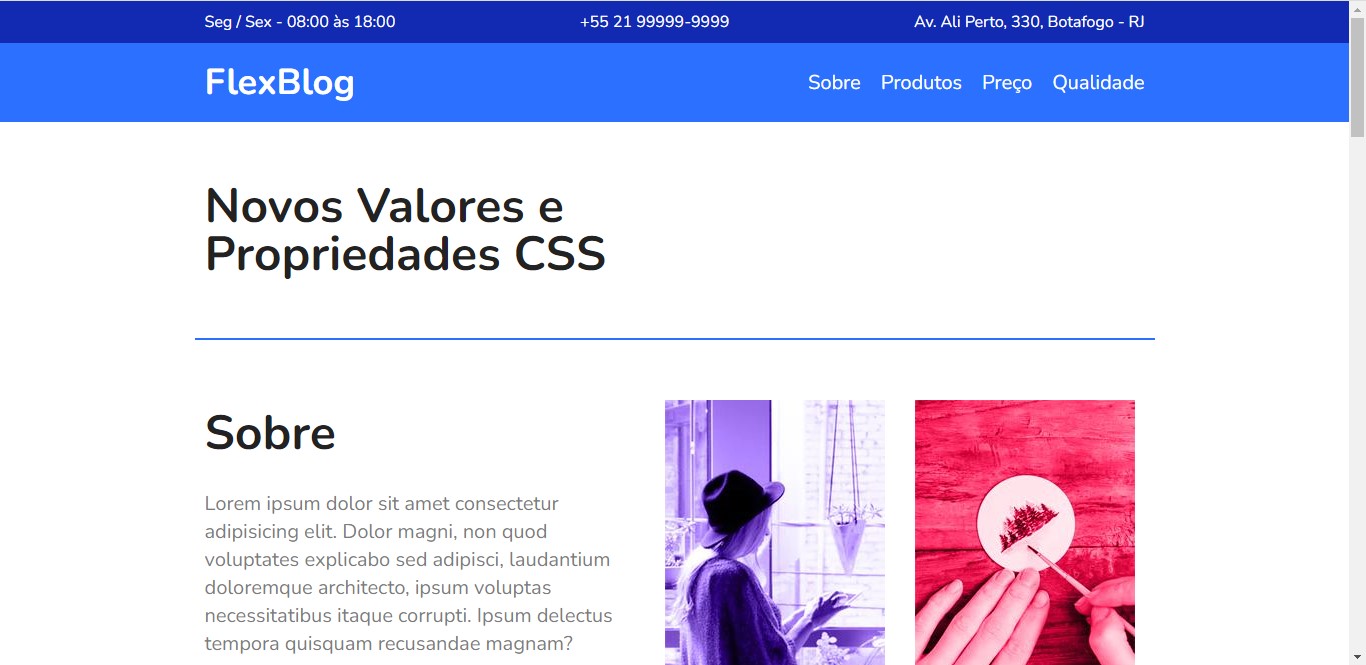 Seg / Sex - 08:00 às 18:00
+55 21 99999-9999
Av. Ali Perto, 330, Botafogo - RJ
FlexBlog
Sobre
Produtos
Preço
Qualidade
Novos Valores e
Propriedades CSS
Sobre
Lorem ipsum dolor sit amet consectetur
adipisicing elit. Dolor magni, non quod
voluptates explicabo sed adipisci, laudantium
doloremque architecto, ipsum voluptas
necessitatibus itaque corrupti. Ipsum delectus
tempora quisquam recusandae magnam?